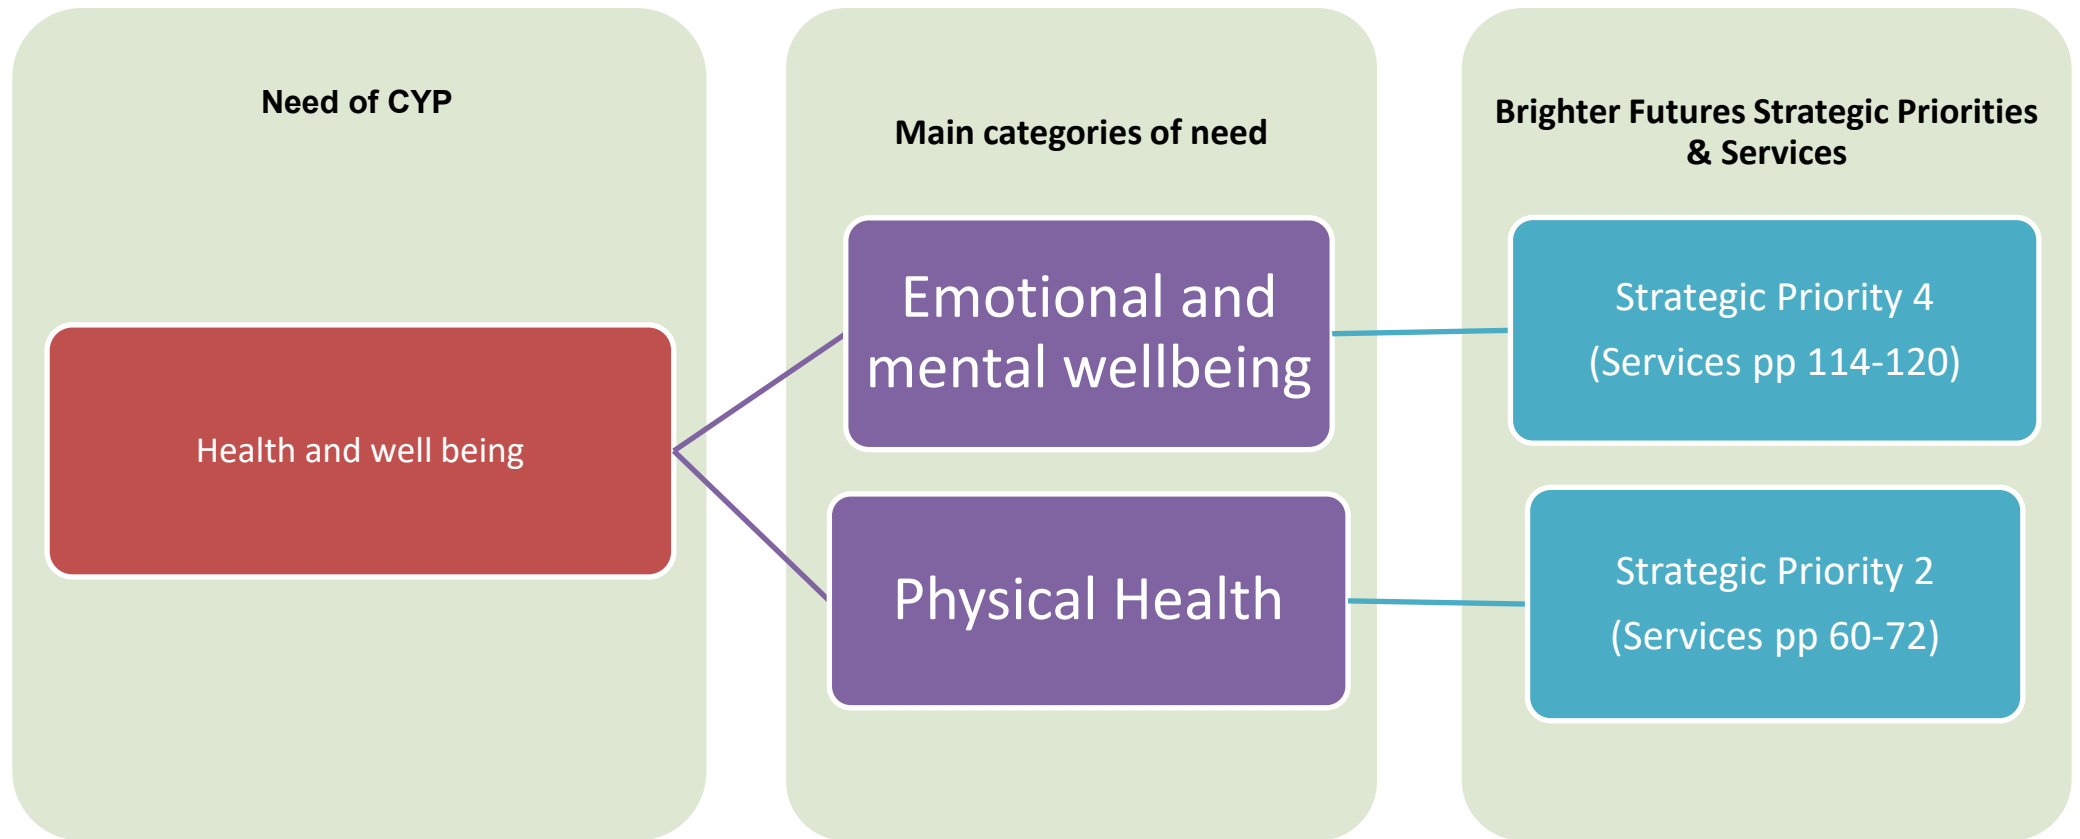 Need of CYP
Health and well being
Main categories of need
Emotional and
mental wellbeing
Physical Health
Brighter Futures Strategic Priorities
& Services
Strategic Priority 4
(Services pp 114-120)
Strategic Priority 2
(Services pp 60-72)